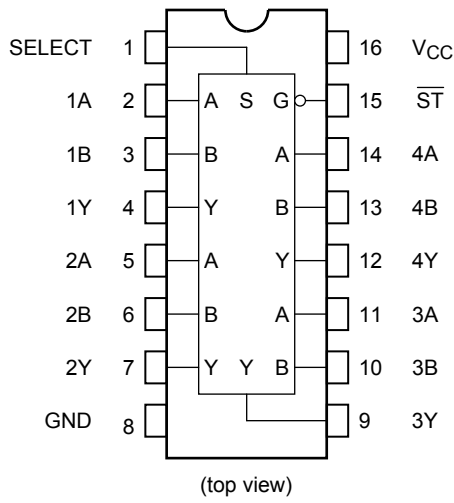 SELECT 1 16 VCC
1A 2 A S G 15 ST
1B 3 B A 14 4A
1Y 4 Y B 13 4B
2A 5 A Y 12 4Y
2B 6 B A 11 3A
2Y 7 Y Y B 10 3B
GND 8 9 3Y
(top view)